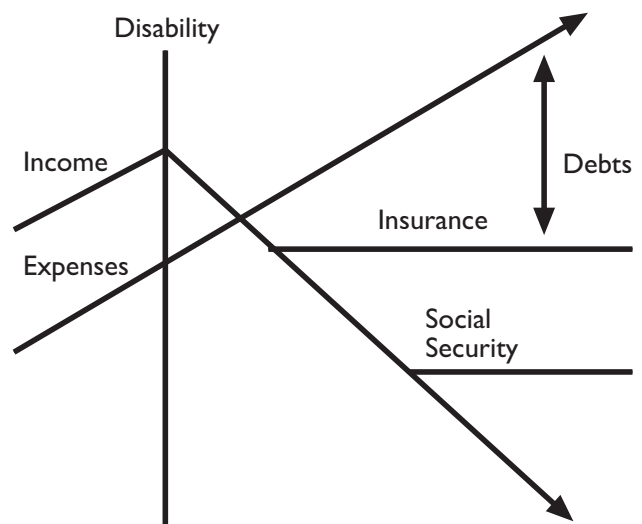 Disability
Income
Debts
Insurance
Expenses
Social
Security